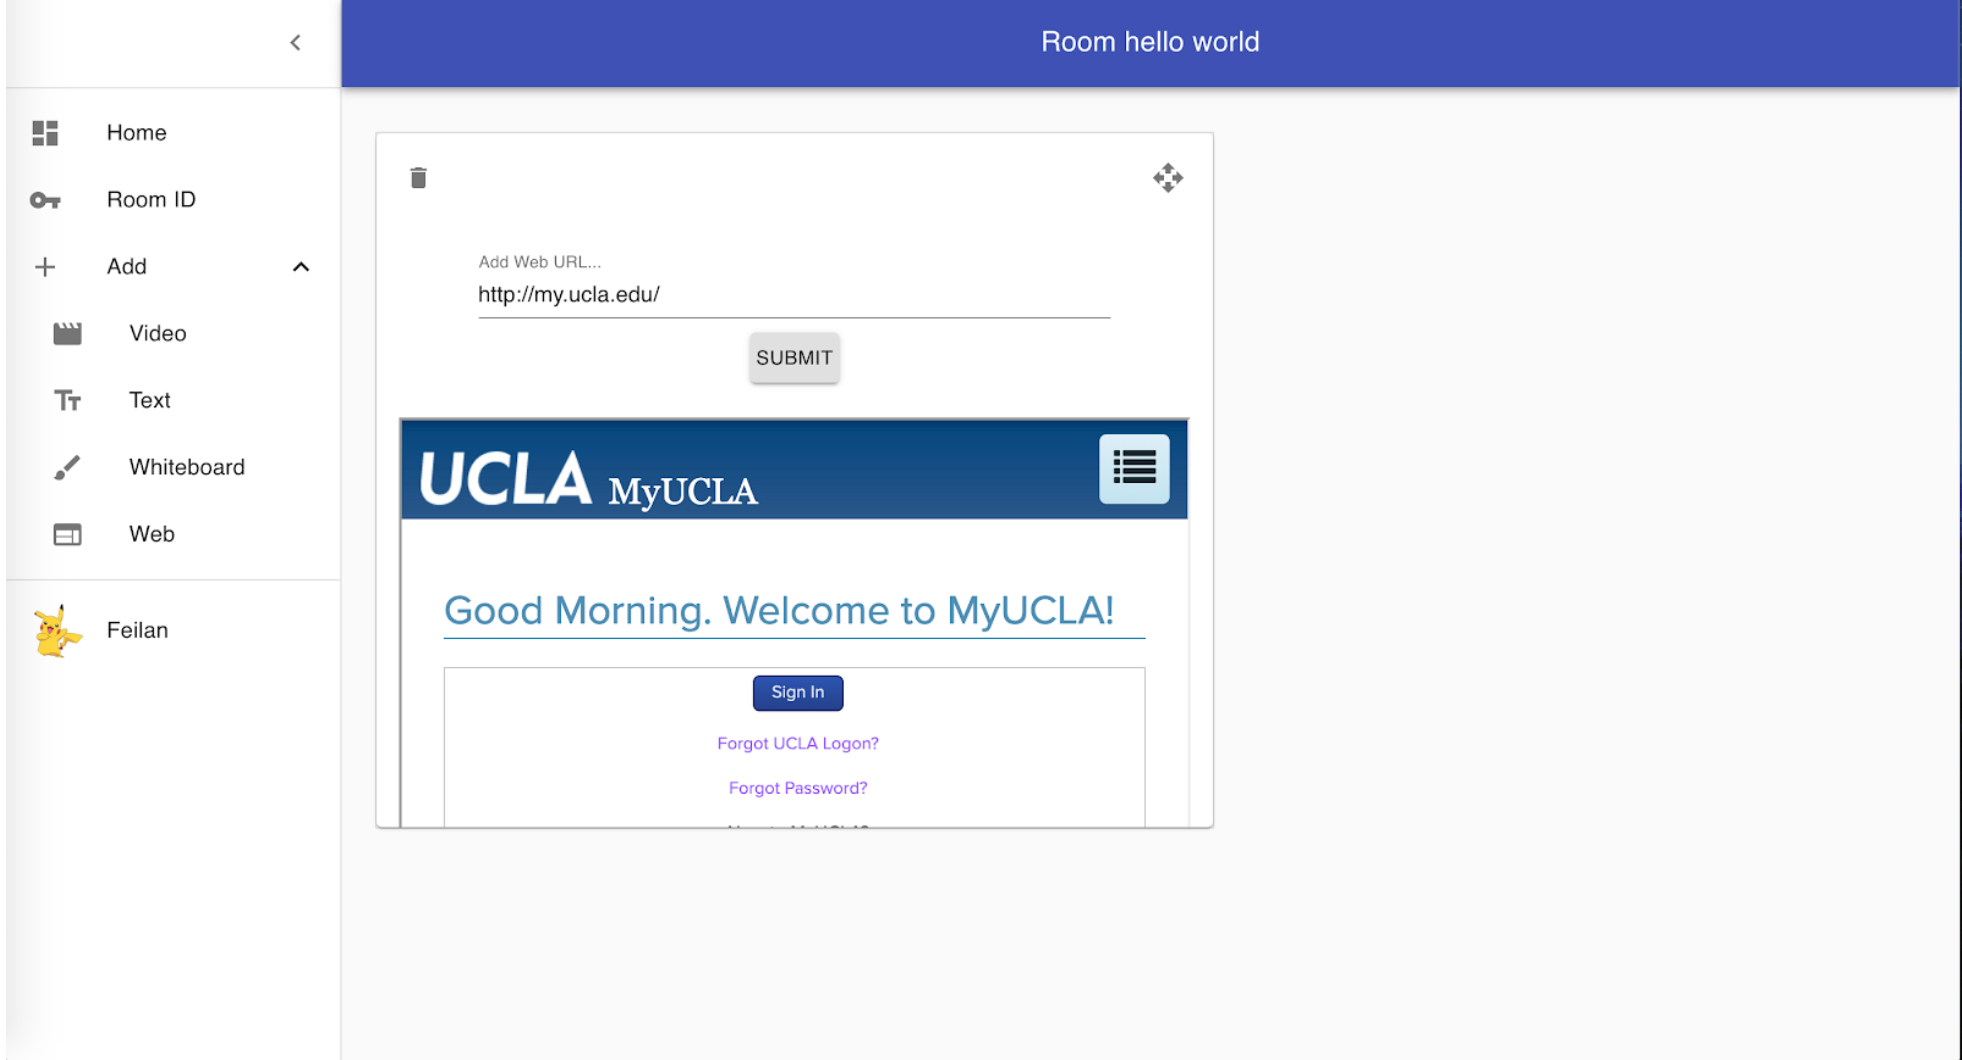 Room hello world
Home
Room ID
Add
Video
Text
Whiteboard
Web
Feilan
Add Web URL...
http://my.ucla.edu/
SUBMIT
UCLA MyUCLA
Good Morning. Welcome to MyUCLA!
Sign In
Forgot UCLA Logon?
Forgot Password?